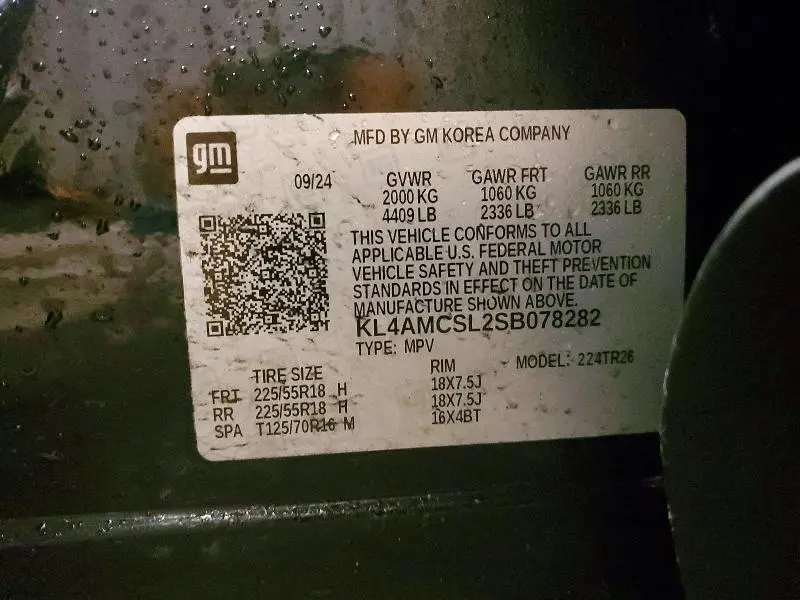 gm
MFD BY GM KOREA COMPANY
09/24 GVWR GAWR FRT GAWR RR
2000 KG 1060 KG 1060 KG
4409 LB 2336 LB 2336 LB
THIS VEHICLE CONFORMS TO ALL
APPLICABLE U.S. FEDERAL MOTOR
VEHICLE SAFETY AND THEFT PREVENTION
STANDARDS IN EFFECT ON THE DATE OF
MANUFACTURE SHOWN ABOVE.
KL4AMCSL2SB078282
TYPE: MPV MODEL: 224TR26
TIRE SIZE RIM
FRT 225/55R18 H 18X7.5J
RR 225/55R18 H 18X7.5J
SPA T125/70R16 M 16X4BT